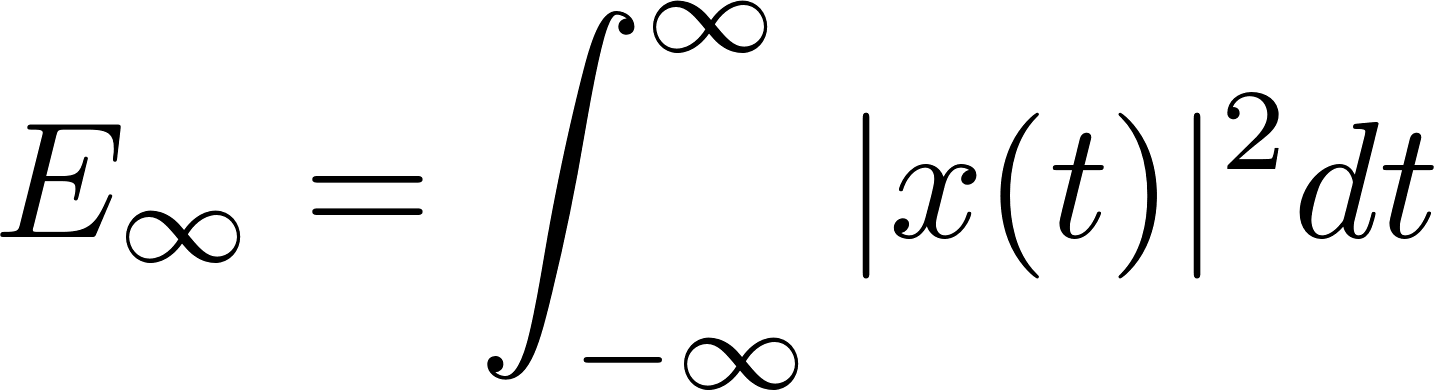 E_∞ = ∫_{-∞}^{∞} |x(t)|² dt